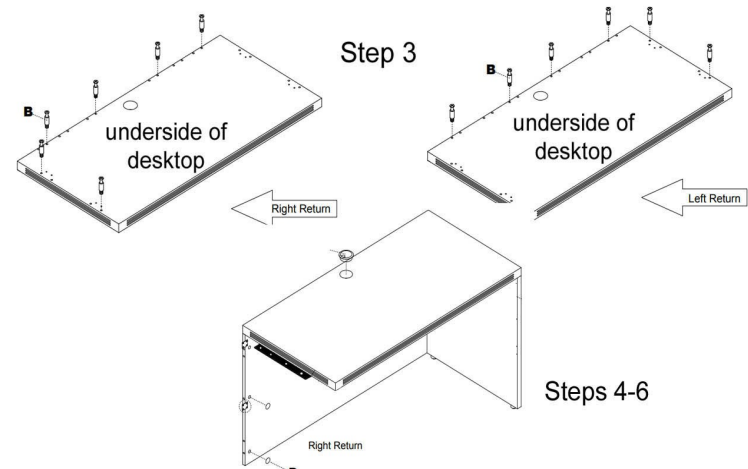 Step 3
B
underside of
desktop
Right Return
B
underside of
desktop
Left Return
Steps 4-6
Right Return